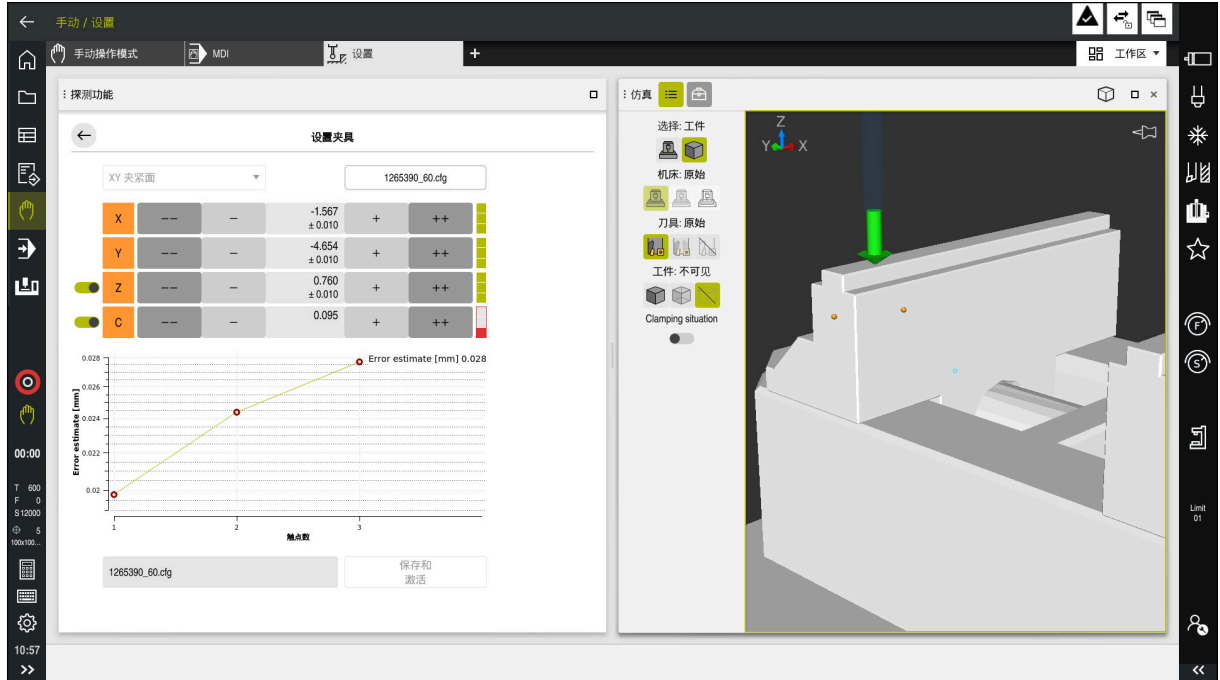 手动 / 设置
手动操作模式
MDI
设置
+
工作区
探测功能
设置夹具
XY 夹紧面
1265390_60.cfg
X
−−
−
-1.567
± 0.010
+
++
Y
−−
−
-4.654
± 0.010
+
++
Z
−−
−
0.760
± 0.010
+
++
C
−−
−
0.095
+
++
Error estimate [mm] 0.028
Error estimate [mm]
0.028
0.026
0.024
0.022
0.02
1
2
3
触点数
1265390_60.cfg
保存和
激活
仿真
选择: 工件
机床: 原始
刀具: 原始
工件: 不可见
Clamping situation
Z
Y
X
00:00
T 600
F 0
S 12000
5
100x100...
10:57
F
S
Limit
01